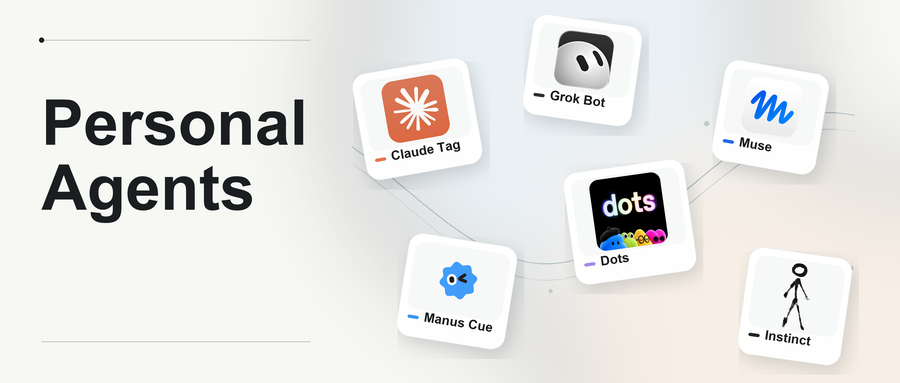 Personal
Agents
Claude Tag
Grok Bot
Muse
dots
Dots
Manus Cue
Instinct